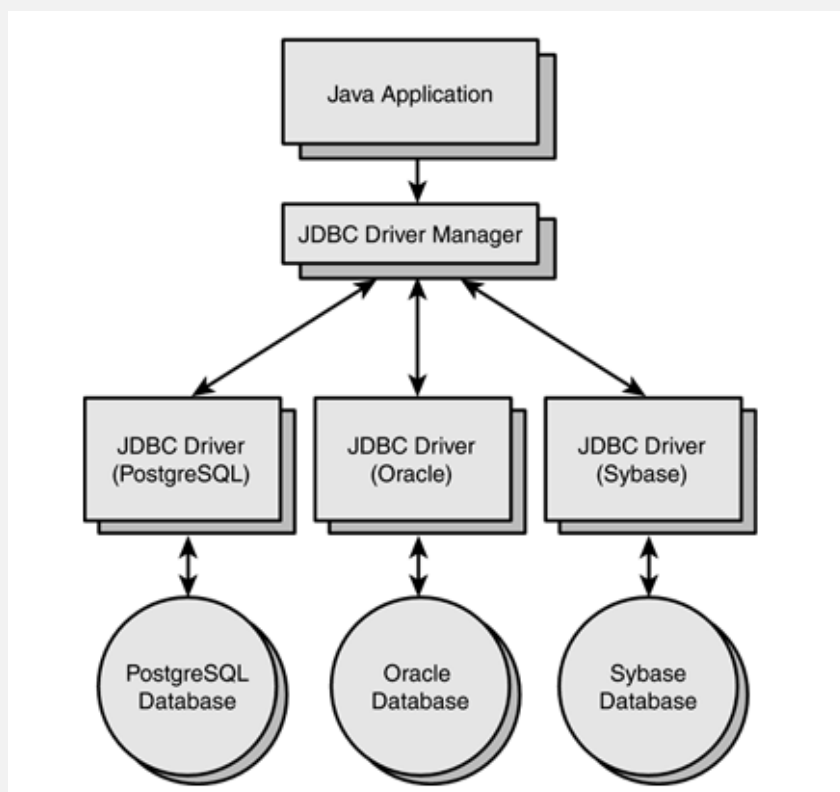 Java Application
JDBC Driver Manager
JDBC Driver
(PostgreSQL)
JDBC Driver
(Oracle)
JDBC Driver
(Sybase)
PostgreSQL
Database
Oracle
Database
Sybase
Database